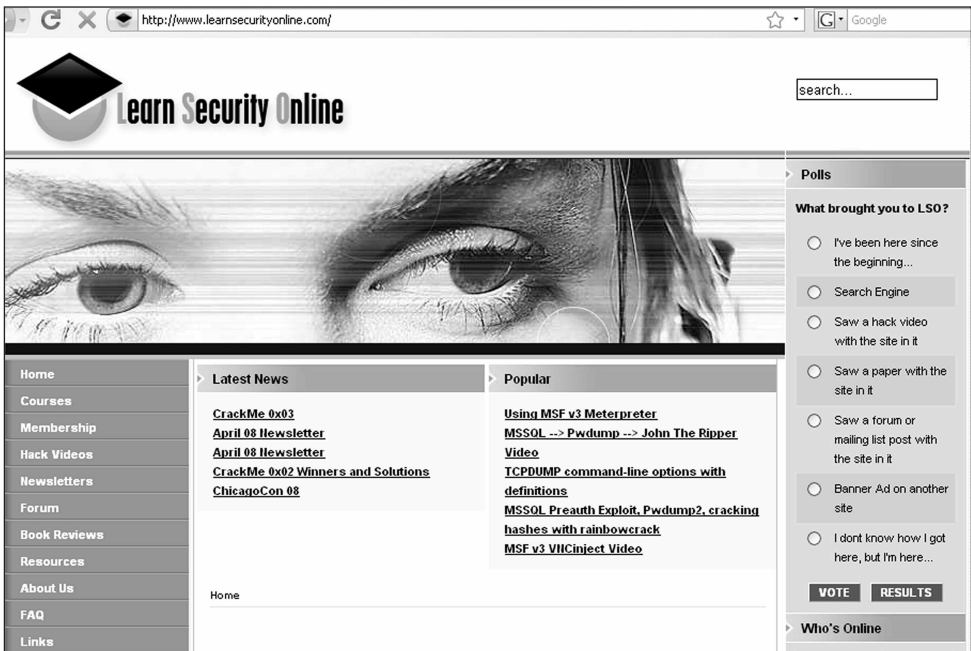 http://www.learnsecurityonline.com/
G
Google
Learn Security Online
search...
Polls
What brought you to LSO?
I've been here since
the beginning...
Search Engine
Saw a hack video
with the site in it
Saw a paper with the
site in it
Saw a forum or
mailing list post with
the site in it
Banner Ad on another
site
I dont know how I got
here, but I'm here...
VOTE
RESULTS
Who's Online
Home
Courses
Membership
Hack Videos
Newsletters
Forum
Book Reviews
Resources
About Us
FAQ
Links
Latest News
CrackMe 0x03
April 08 Newsletter
April 08 Newsletter
CrackMe 0x02 Winners and Solutions
ChicagoCon 08
Popular
Using MSF v3 Meterpreter
MSSQL --> Pwdump --> John The Ripper
Video
TCPDUMP command-line options with
definitions
MSSQL Preauth Exploit, Pwdump2, cracking
hashes with rainbowcrack
MSF v3 VNCinject Video
Home